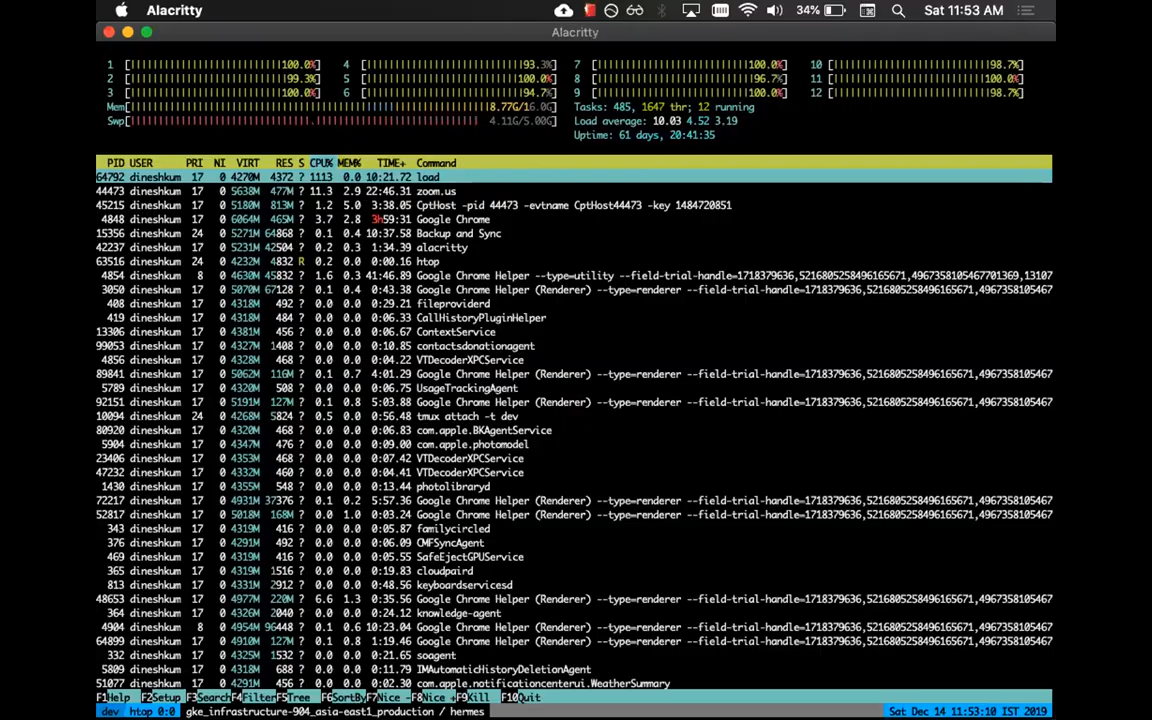 Alacritty 34% Sat 11:53 AM
Alacritty
1 [100.0%] 4 [93.3%] 7 [100.0%] 10 [98.7%]
2 [99.3%] 5 [100.0%] 8 [96.7%] 11 [100.0%]
3 [100.0%] 6 [94.7%] 9 [100.0%] 12 [98.7%]
Mem[8.77G/16.0G] Tasks: 485, 1647 thr; 12 running
Swp[4.11G/5.00G] Load average: 10.03 4.52 3.19
Uptime: 61 days, 20:41:35
PID USER PRI NI VIRT RES S CPU% MEM% TIME+ Command
64792 dineshkum 17 0 4270M 4372 ? 1113 0.0 10:21.72 load
44473 dineshkum 17 0 5638M 477M ? 11.3 2.9 22:46.31 zoom.us
45215 dineshkum 17 0 5180M 813M ? 1.2 5.0 3:38.05 CptHost -pid 44473 -evtname CptHost44473 -key 1484720851
4848 dineshkum 17 0 6064M 465M ? 3.7 2.8 3h59:31 Google Chrome
15356 dineshkum 24 0 5271M 64868 ? 0.1 0.4 10:37.58 Backup and Sync
42237 dineshkum 17 0 5231M 42504 ? 0.2 0.3 1:34.39 alacritty
63516 dineshkum 17 0 4232M 4832 R 0.2 0.0 0:00.16 htop
4854 dineshkum 8 0 4630M 45832 ? 1.6 0.3 41:46.89 Google Chrome Helper --type=utility --field-trial-handle=1718379636,5216805258496165671,4967358105467701369,13107
3050 dineshkum 17 0 5070M 67128 ? 0.1 0.4 0:43.38 Google Chrome Helper (Renderer) --type=renderer --field-trial-handle=1718379636,5216805258496165671,4967358105467
408 dineshkum 17 0 4318M 492 ? 0.0 0.0 0:29.21 fileproviderd
419 dineshkum 17 0 4318M 484 ? 0.0 0.0 0:06.33 CallHistoryPluginHelper
13306 dineshkum 17 0 4381M 456 ? 0.0 0.0 0:06.67 ContextService
99053 dineshkum 17 0 4327M 1408 ? 0.0 0.0 0:10.85 contactsdonationagent
4856 dineshkum 17 0 4328M 468 ? 0.0 0.0 0:04.22 VTDecoderXPCService
89841 dineshkum 17 0 5062M 116M ? 0.1 0.7 4:01.29 Google Chrome Helper (Renderer) --type=renderer --field-trial-handle=1718379636,5216805258496165671,4967358105467
5789 dineshkum 17 0 4320M 508 ? 0.0 0.0 0:06.75 UsageTrackingAgent
92151 dineshkum 17 0 5191M 127M ? 0.1 0.8 5:03.88 Google Chrome Helper (Renderer) --type=renderer --field-trial-handle=1718379636,5216805258496165671,4967358105467
10094 dineshkum 24 0 4268M 5824 ? 0.5 0.0 0:56.48 tmux attach -t dev
80920 dineshkum 17 0 4320M 468 ? 0.0 0.0 0:06.83 com.apple.BKAgentService
5904 dineshkum 17 0 4347M 476 ? 0.0 0.0 0:09.00 com.apple.photomodel
23406 dineshkum 17 0 4353M 468 ? 0.0 0.0 0:07.42 VTDecoderXPCService
47232 dineshkum 17 0 4332M 460 ? 0.0 0.0 0:04.41 VTDecoderXPCService
1430 dineshkum 17 0 4355M 548 ? 0.0 0.0 0:13.44 photolibraryd
72217 dineshkum 17 0 4931M 37376 ? 0.1 0.2 5:57.36 Google Chrome Helper (Renderer) --type=renderer --field-trial-handle=1718379636,5216805258496165671,4967358105467
52817 dineshkum 17 0 5018M 168M ? 0.0 1.0 0:03.24 Google Chrome Helper (Renderer) --type=renderer --field-trial-handle=1718379636,5216805258496165671,4967358105467
343 dineshkum 17 0 4319M 416 ? 0.0 0.0 0:05.87 familycircled
376 dineshkum 17 0 4291M 492 ? 0.0 0.0 0:06.09 CMFSyncAgent
469 dineshkum 17 0 4319M 416 ? 0.0 0.0 0:05.55 SafeEjectGPUService
365 dineshkum 17 0 4319M 1516 ? 0.0 0.0 0:19.83 cloudpaird
813 dineshkum 17 0 4331M 2912 ? 0.0 0.0 0:48.56 keyboardservicesd
48653 dineshkum 17 0 4977M 220M ? 6.6 1.3 0:35.56 Google Chrome Helper (Renderer) --type=renderer --field-trial-handle=1718379636,5216805258496165671,4967358105467
364 dineshkum 17 0 4326M 2040 ? 0.0 0.0 0:24.12 knowledge-agent
4904 dineshkum 8 0 4954M 96448 ? 0.1 0.6 10:23.04 Google Chrome Helper (Renderer) --type=renderer --field-trial-handle=1718379636,5216805258496165671,4967358105467
64899 dineshkum 17 0 4910M 127M ? 0.1 0.8 1:19.46 Google Chrome Helper (Renderer) --type=renderer --field-trial-handle=1718379636,5216805258496165671,4967358105467
332 dineshkum 17 0 4325M 1532 ? 0.0 0.0 0:21.65 soagent
5809 dineshkum 17 0 4318M 688 ? 0.0 0.0 0:11.79 IMAutomaticHistoryDeletionAgent
51077 dineshkum 17 0 4291M 456 ? 0.0 0.0 0:02.30 com.apple.notificationcenterui.WeatherSummary
F1Help F2Setup F3SearchF4FilterF5Tree F6SortByF7Nice -F8Nice +F9Kill F10Quit
dev htop 0:0 gke_infrastructure-904_asia-east1_production / hermes Sat Dec 14 11:53:10 IST 2019